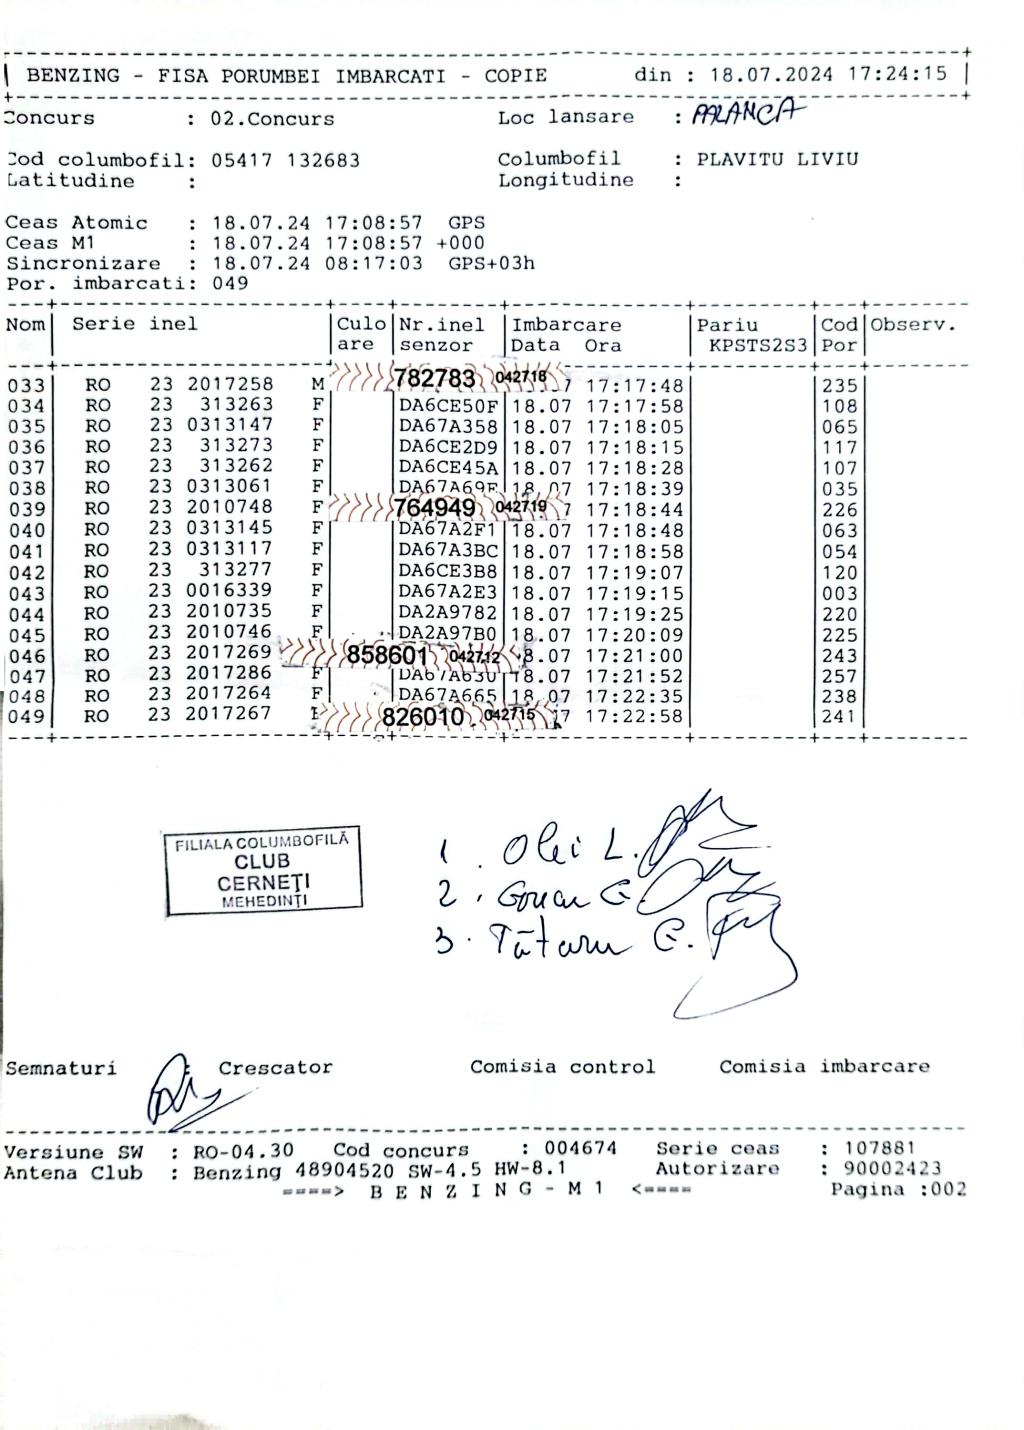 BENZING - FISA PORUMBEI IMBARCATI - COPIE din : 18.07.2024 17:24:15
Concurs : 02.Concurs Loc lansare : PALANCA
Cod columbofil: 05417 132683 Columbofil : PLAVITU LIVIU
Latitudine : Longitudine :
Ceas Atomic : 18.07.24 17:08:57 GPS
Ceas M1 : 18.07.24 17:08:57 +000
Sincronizare : 18.07.24 08:17:03 GPS+03h
Por. imbarcati: 049
Nom Serie inel Culo Nr.inel Imbarcare Pariu Cod Observ.
are senzor Data Ora KPSTS2S3 Por
033 RO 23 2017258 M 782783 042718 7 17:17:48 235
034 RO 23 313263 F DA6CE50F 18.07 17:17:58 108
035 RO 23 0313147 F DA67A358 18.07 17:18:05 065
036 RO 23 313273 F DA6CE2D9 18.07 17:18:15 117
037 RO 23 313262 F DA6CE45A 18.07 17:18:28 107
038 RO 23 0313061 F DA67A69F 18.07 17:18:39 035
039 RO 23 2010748 F 764949 042719 7 17:18:44 226
040 RO 23 0313145 F DA67A2F1 18.07 17:18:48 063
041 RO 23 0313117 F DA67A3BC 18.07 17:18:58 054
042 RO 23 313277 F DA6CE3B8 18.07 17:19:07 120
043 RO 23 0016339 F DA67A2E3 18.07 17:19:15 003
044 RO 23 2010735 F DA2A9782 18.07 17:19:25 220
045 RO 23 2010746 F DA2A97B0 18.07 17:20:09 225
046 RO 23 2017269 858601 042712 8.07 17:21:00 243
047 RO 23 2017286 F DA67A630 18.07 17:21:52 257
048 RO 23 2017264 F DA67A665 18.07 17:22:35 238
049 RO 23 2017267 826010 042715 7 17:22:58 241
FILIALA COLUMBOFILĂ
CLUB
CERNEŢI
MEHEDINŢI
1. Olei L.
2. G.
3. Tătaru E.
Semnaturi : Crescator Comisia control Comisia imbarcare
Versiune SW : RO-04.30 Cod concurs : 004674 Serie ceas : 107881
Antena Club : Benzing 48904520 SW-4.5 HW-8.1 Autorizare : 90002423
====> B E N Z I N G - M 1 <==== Pagina :002